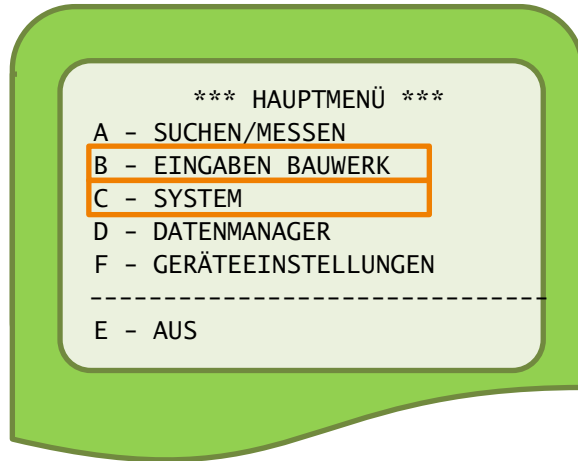 *** HAUPTMENÜ ***
A - SUCHEN/MESSEN
B - EINGABEN BAUWERK
C - SYSTEM
D - DATENMANAGER
F - GERÄTEEINSTELLUNGEN
-------------------------------
E - AUS